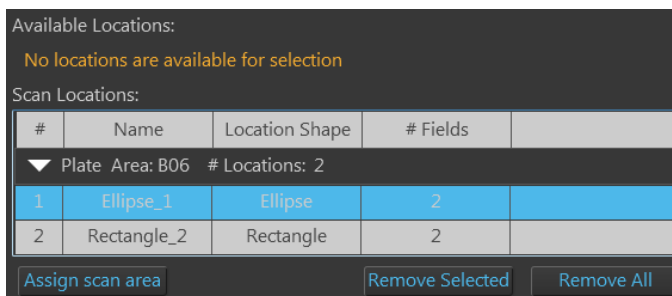 Available Locations:
No locations are available for selection
Scan Locations:
# Name Location Shape # Fields
Plate Area: B06 # Locations: 2
1 Ellipse_1 Ellipse 2
2 Rectangle_2 Rectangle 2
Assign scan area Remove Selected Remove All